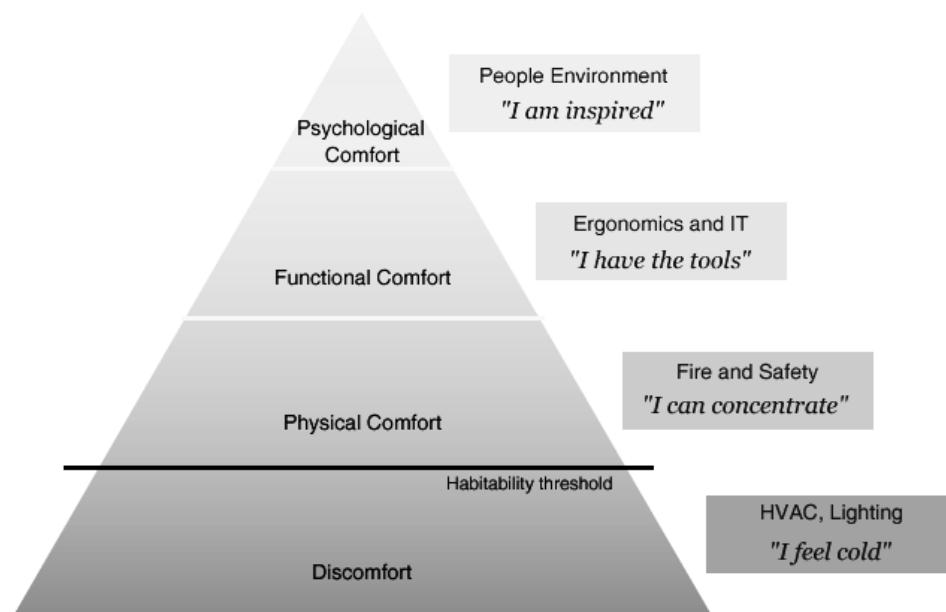 People Environment
"I am inspired"
Psychological
Comfort
Ergonomics and IT
"I have the tools"
Functional Comfort
Fire and Safety
"I can concentrate"
Physical Comfort
Habitability threshold
HVAC, Lighting
"I feel cold"
Discomfort